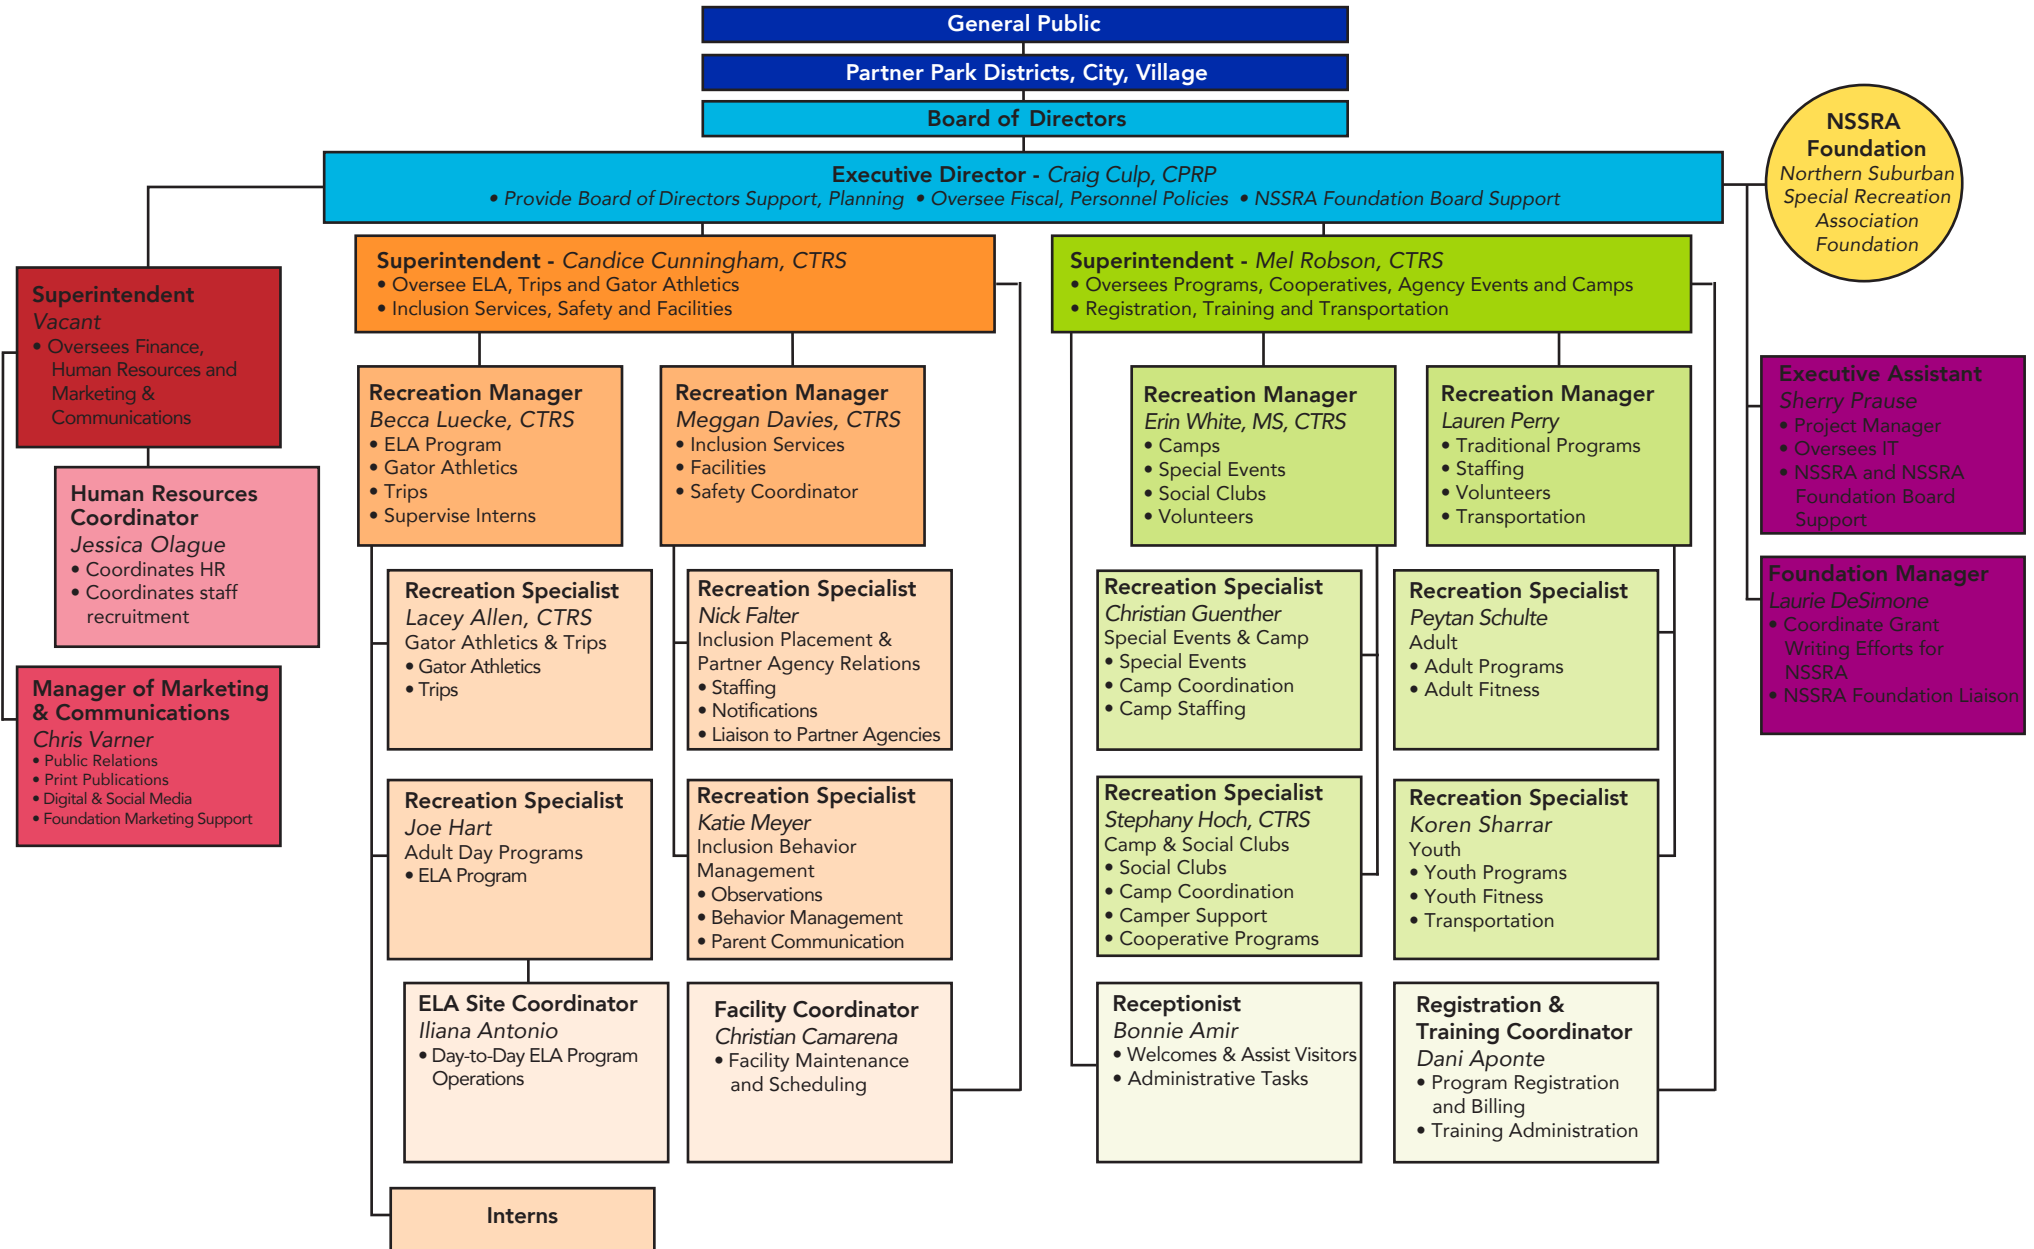 General Public
Partner Park Districts, City, Village
Board of Directors
Executive Director - Craig Culp, CPRP
• Provide Board of Directors Support, Planning • Oversee Fiscal, Personnel Policies • NSSRA Foundation Board Support
NSSRA
Foundation
Northern Suburban
Special Recreation
Association
Foundation
Superintendent
Vacant
• Oversees Finance,
Human Resources and
Marketing &
Communications
Human Resources
Coordinator
Jessica Olague
• Coordinates HR
• Coordinates staff
recruitment
Manager of Marketing
& Communications
Chris Varner
• Public Relations
• Print Publications
• Digital & Social Media
• Foundation Marketing Support
Superintendent - Candice Cunningham, CTRS
• Oversee ELA, Trips and Gator Athletics
• Inclusion Services, Safety and Facilities
Recreation Manager
Becca Luecke, CTRS
• ELA Program
• Gator Athletics
• Trips
• Supervise Interns
Recreation Manager
Meggan Davies, CTRS
• Inclusion Services
• Facilities
• Safety Coordinator
Recreation Specialist
Lacey Allen, CTRS
Gator Athletics & Trips
• Gator Athletics
• Trips
Recreation Specialist
Nick Falter
Inclusion Placement &
Partner Agency Relations
• Staffing
• Notifications
• Liaison to Partner Agencies
Recreation Specialist
Joe Hart
Adult Day Programs
• ELA Program
Recreation Specialist
Katie Meyer
Inclusion Behavior
Management
• Observations
• Behavior Management
• Parent Communication
ELA Site Coordinator
Iliana Antonio
• Day-to-Day ELA Program
Operations
Facility Coordinator
Christian Camarena
• Facility Maintenance
and Scheduling
Interns
Superintendent - Mel Robson, CTRS
• Oversees Programs, Cooperatives, Agency Events and Camps
• Registration, Training and Transportation
Recreation Manager
Erin White, MS, CTRS
• Camps
• Special Events
• Social Clubs
• Volunteers
Recreation Manager
Lauren Perry
• Traditional Programs
• Staffing
• Volunteers
• Transportation
Recreation Specialist
Christian Guenther
Special Events & Camp
• Special Events
• Camp Coordination
• Camp Staffing
Recreation Specialist
Peytan Schulte
Adult
• Adult Programs
• Adult Fitness
Recreation Specialist
Stephany Hoch, CTRS
Camp & Social Clubs
• Social Clubs
• Camp Coordination
• Camper Support
• Cooperative Programs
Recreation Specialist
Koren Sharrar
Youth
• Youth Programs
• Youth Fitness
• Transportation
Receptionist
Bonnie Amir
• Welcomes & Assist Visitors
• Administrative Tasks
Registration &
Training Coordinator
Dani Aponte
• Program Registration
and Billing
• Training Administration
Executive Assistant
Sherry Prause
• Project Manager
• Oversees IT
• NSSRA and NSSRA
Foundation Board
Support
Foundation Manager
Laurie DeSimone
• Coordinate Grant
Writing Efforts for
NSSRA
• NSSRA Foundation Liaison